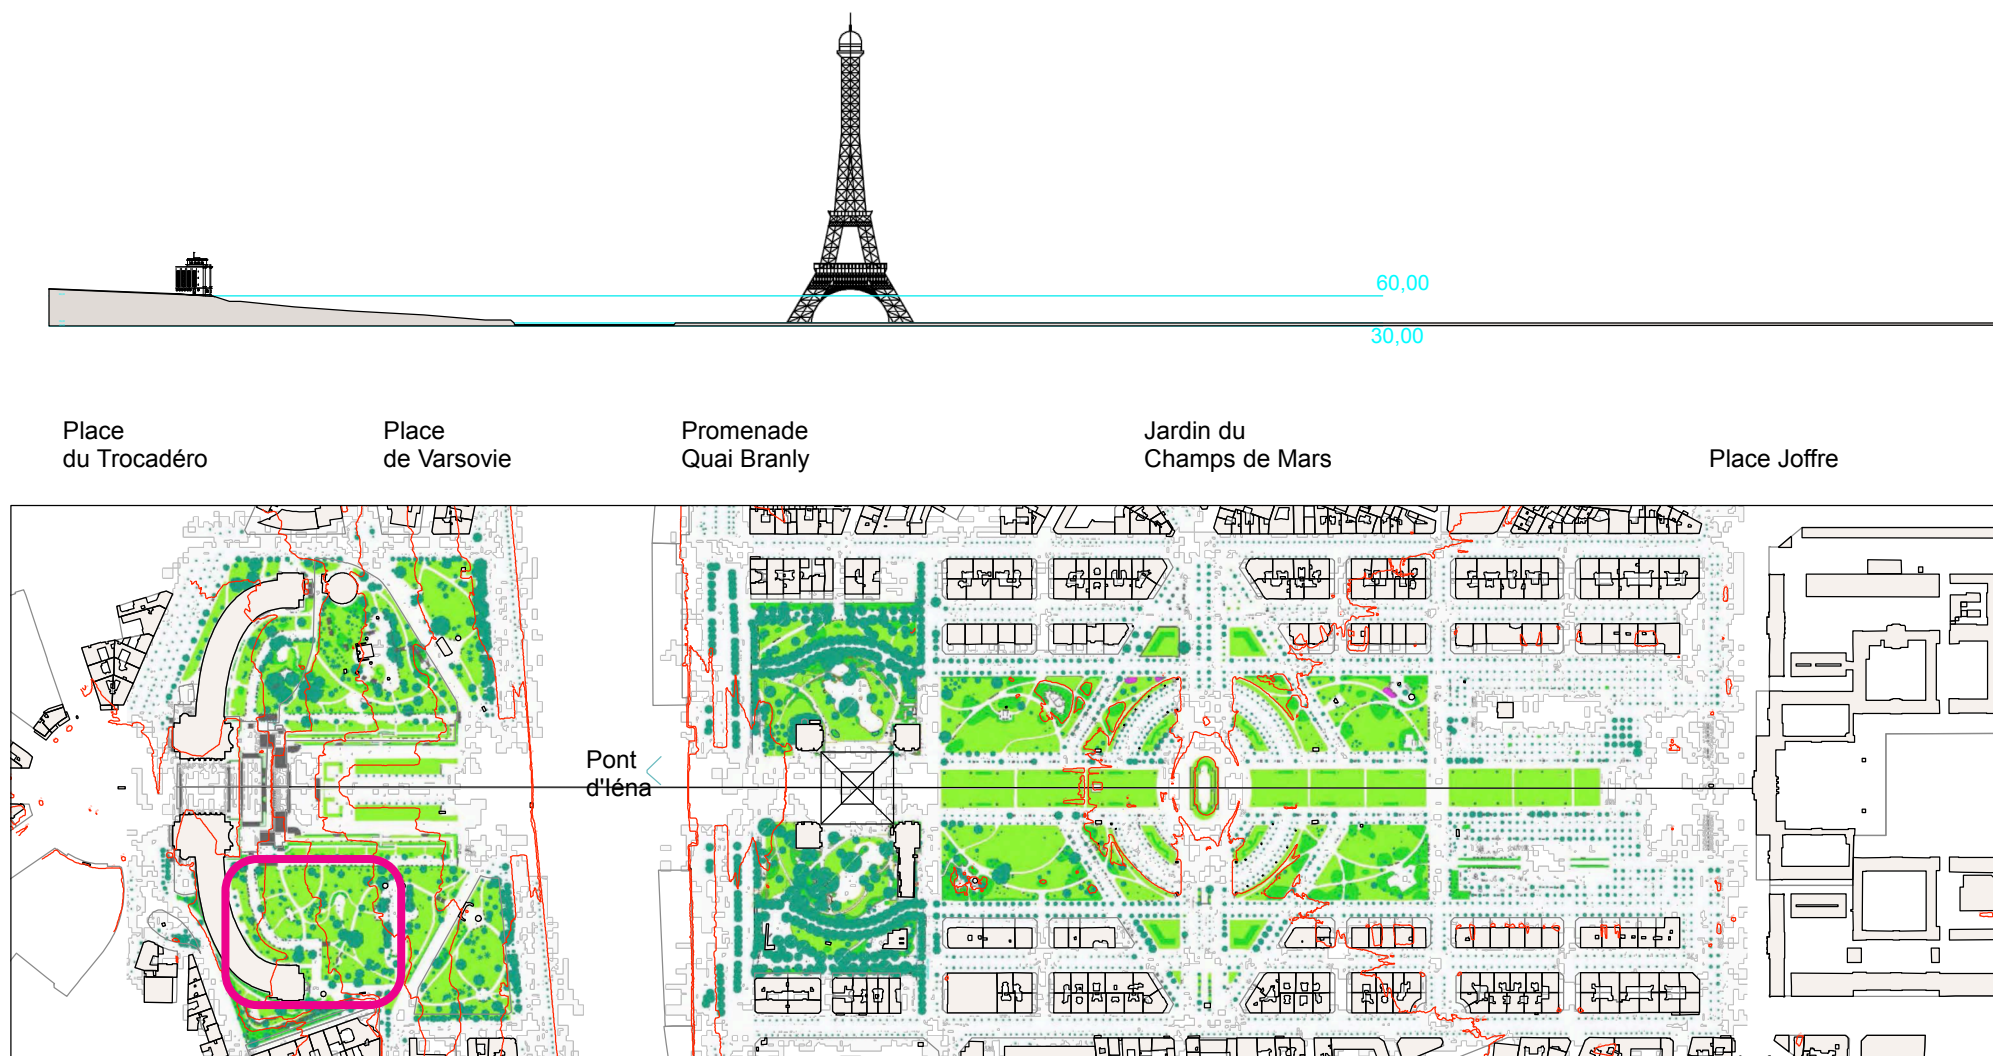 60,00
30,00
Place
du Trocadéro
Place
de Varsovie
Promenade
Quai Branly
Jardin du
Champs de Mars
Place Joffre
Pont
d'Iéna